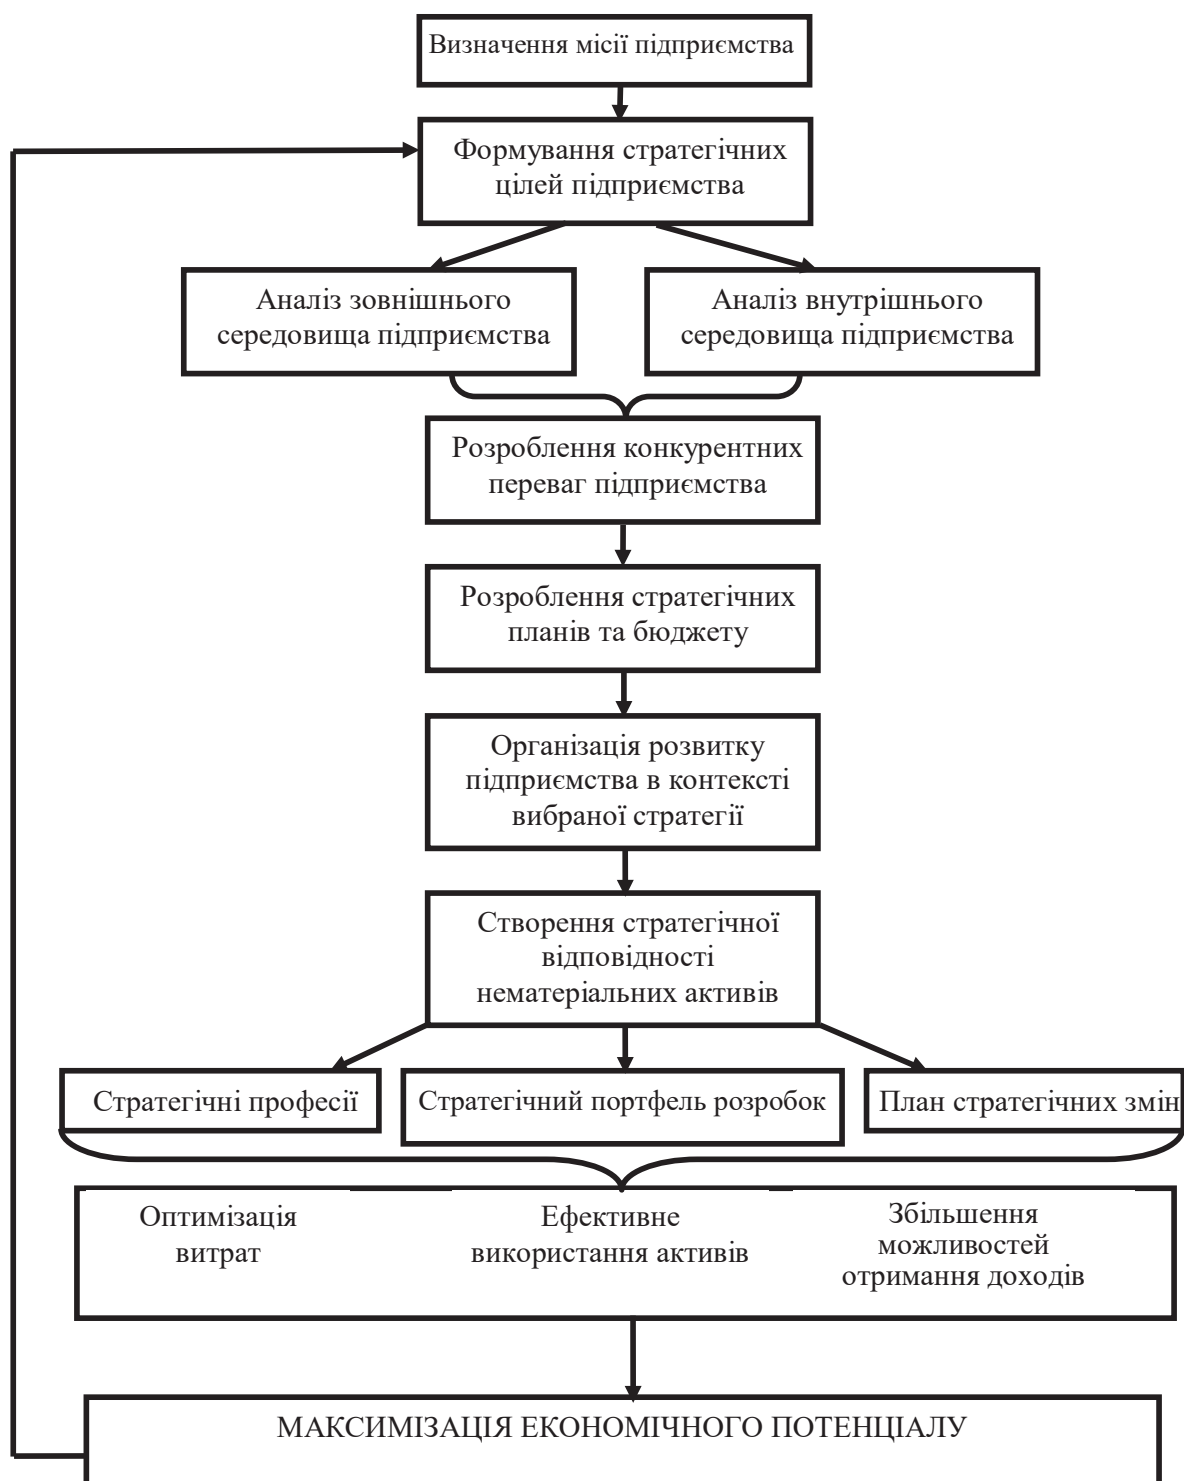 Визначення місії підприємства
Формування стратегічних
цілей підприємства
Аналіз зовнішнього
середовища підприємства
Аналіз внутрішнього
середовища підприємства
Розроблення конкурентних
переваг підприємства
Розроблення стратегічних
планів та бюджету
Організація розвитку
підприємства в контексті
вибраної стратегії
Створення стратегічної
відповідності
нематеріальних активів
Стратегічні професії
Стратегічний портфель розробок
План стратегічних змін
Оптимізація
витрат
Ефективне
використання активів
Збільшення
можливостей
отримання доходів
МАКСИМІЗАЦІЯ ЕКОНОМІЧНОГО ПОТЕНЦІАЛУ